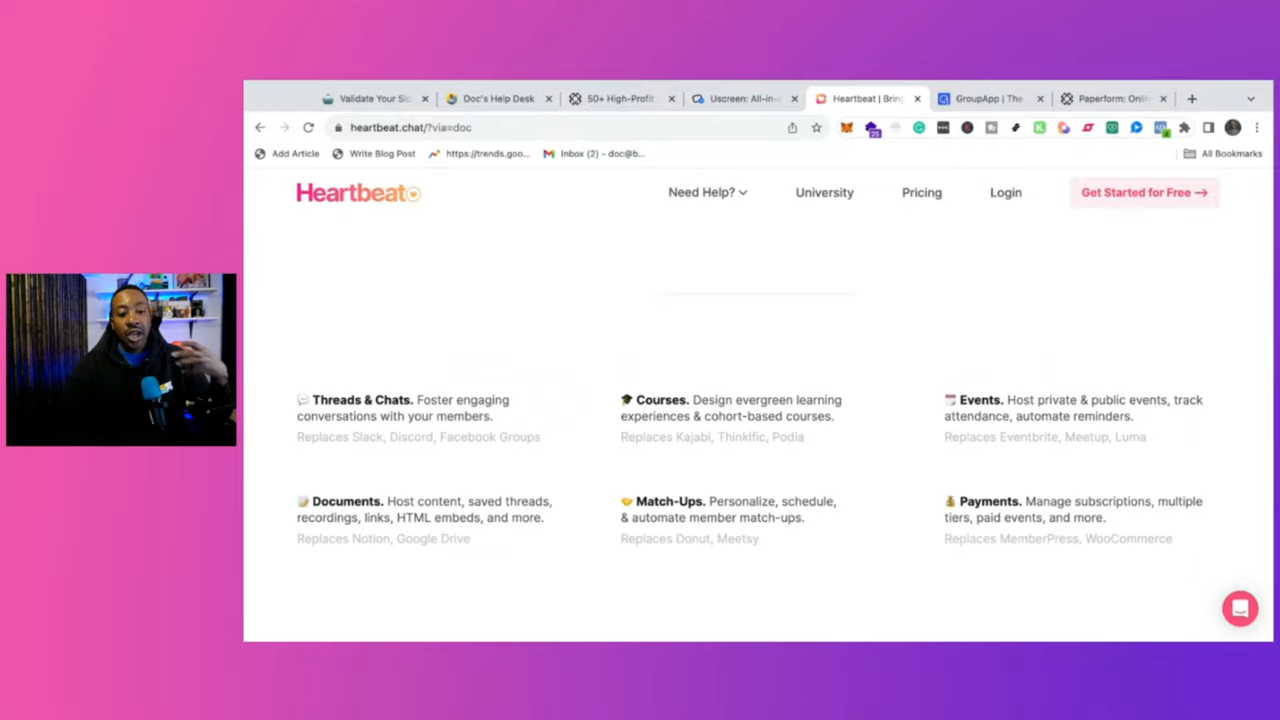 Validate Your Sid
Doc's Help Desk
50+ High-Profit
Uscreen: All-in-
Heartbeat | Bring
GroupApp | The
Paperform: Onlin
heartbeat.chat/?via=doc
Add Article
Write Blog Post
https://trends.goo...
Inbox (2) - doc@b...
All Bookmarks
Heartbeat
Need Help?
University
Pricing
Login
Get Started for Free →
Threads & Chats. Foster engaging
conversations with your members.
Replaces Slack, Discord, Facebook Groups
Courses. Design evergreen learning
experiences & cohort-based courses.
Replaces Kajabi, Thinkific, Podia
Events. Host private & public events, track
attendance, automate reminders.
Replaces Eventbrite, Meetup, Luma
Documents. Host content, saved threads,
recordings, links, HTML embeds, and more.
Replaces Notion, Google Drive
Match-Ups. Personalize, schedule,
& automate member match-ups.
Replaces Donut, Meetsy
Payments. Manage subscriptions, multiple
tiers, paid events, and more.
Replaces MemberPress, WooCommerce